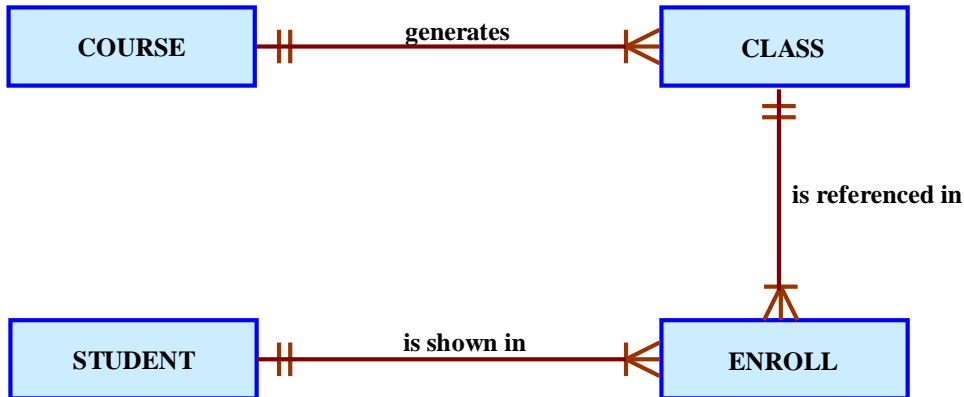 COURSE
generates
CLASS
is referenced in
STUDENT
is shown in
ENROLL